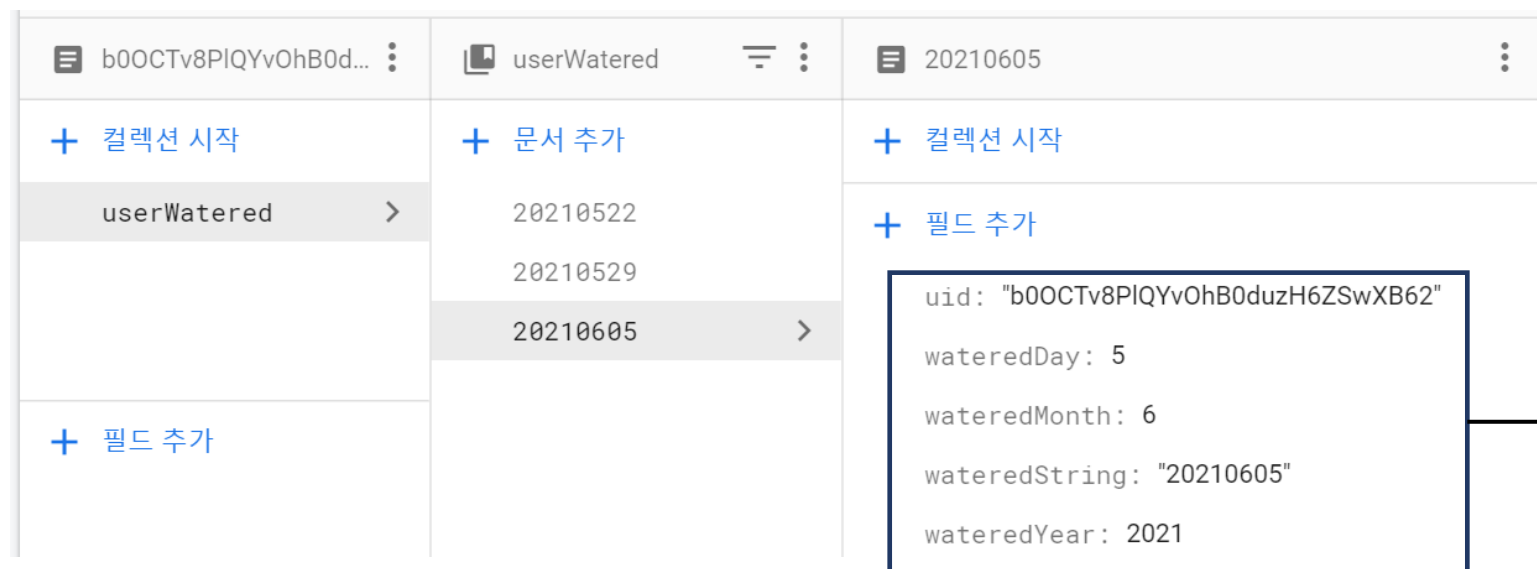 b0OCTv8PlQYvOhB0d...
컬렉션 시작
userWatered
필드 추가
userWatered
문서 추가
20210522
20210529
20210605
20210605
컬렉션 시작
필드 추가
uid: "b0OCTv8PlQYvOhB0duzH6ZSwXB62"
wateredDay: 5
wateredMonth: 6
wateredString: "20210605"
wateredYear: 2021